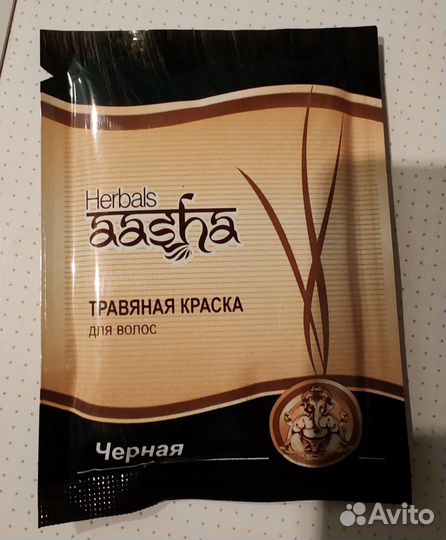 Herbals
aasha
ТРАВЯНАЯ КРАСКА
для волос
Черная
Avito